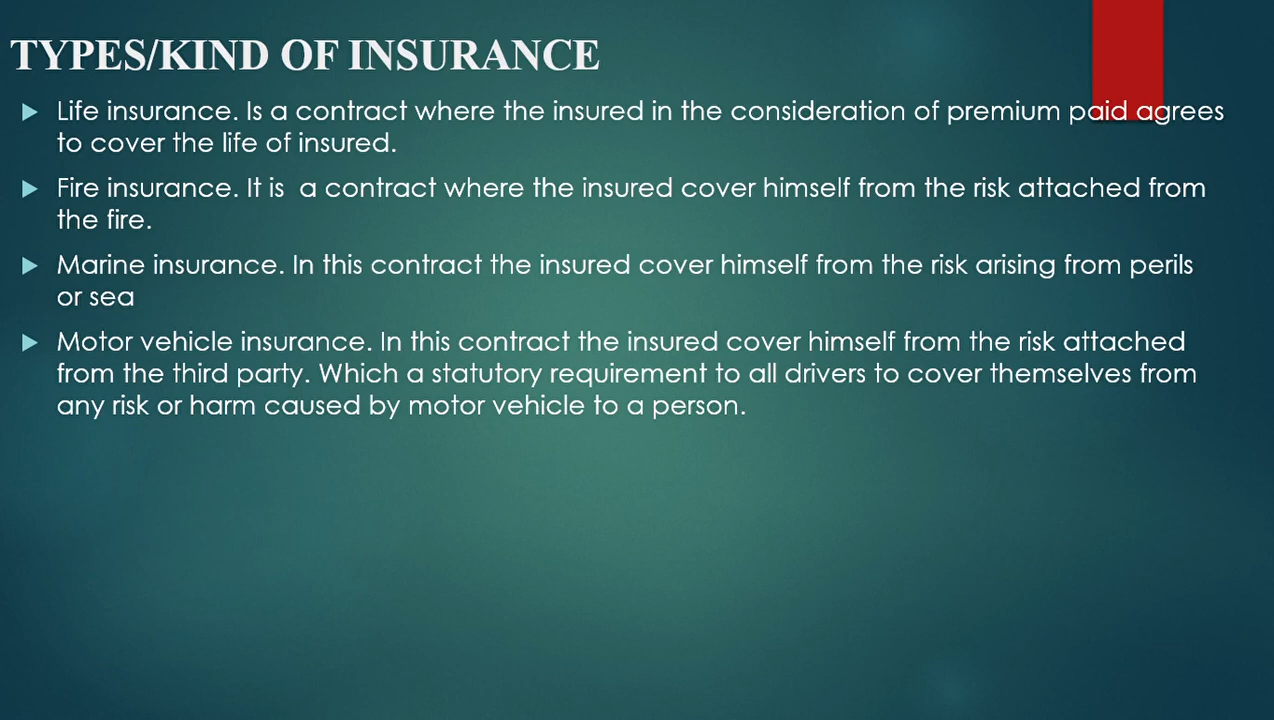 TYPES/KIND OF INSURANCE
Life insurance. Is a contract where the insured in the consideration of premium paid agrees
to cover the life of insured.
Fire insurance. It is  a contract where the insured cover himself from the risk attached from
the fire.
Marine insurance. In this contract the insured cover himself from the risk arising from perils
or sea
Motor vehicle insurance. In this contract the insured cover himself from the risk attached
from the third party. Which a statutory requirement to all drivers to cover themselves from
any risk or harm caused by motor vehicle to a person.